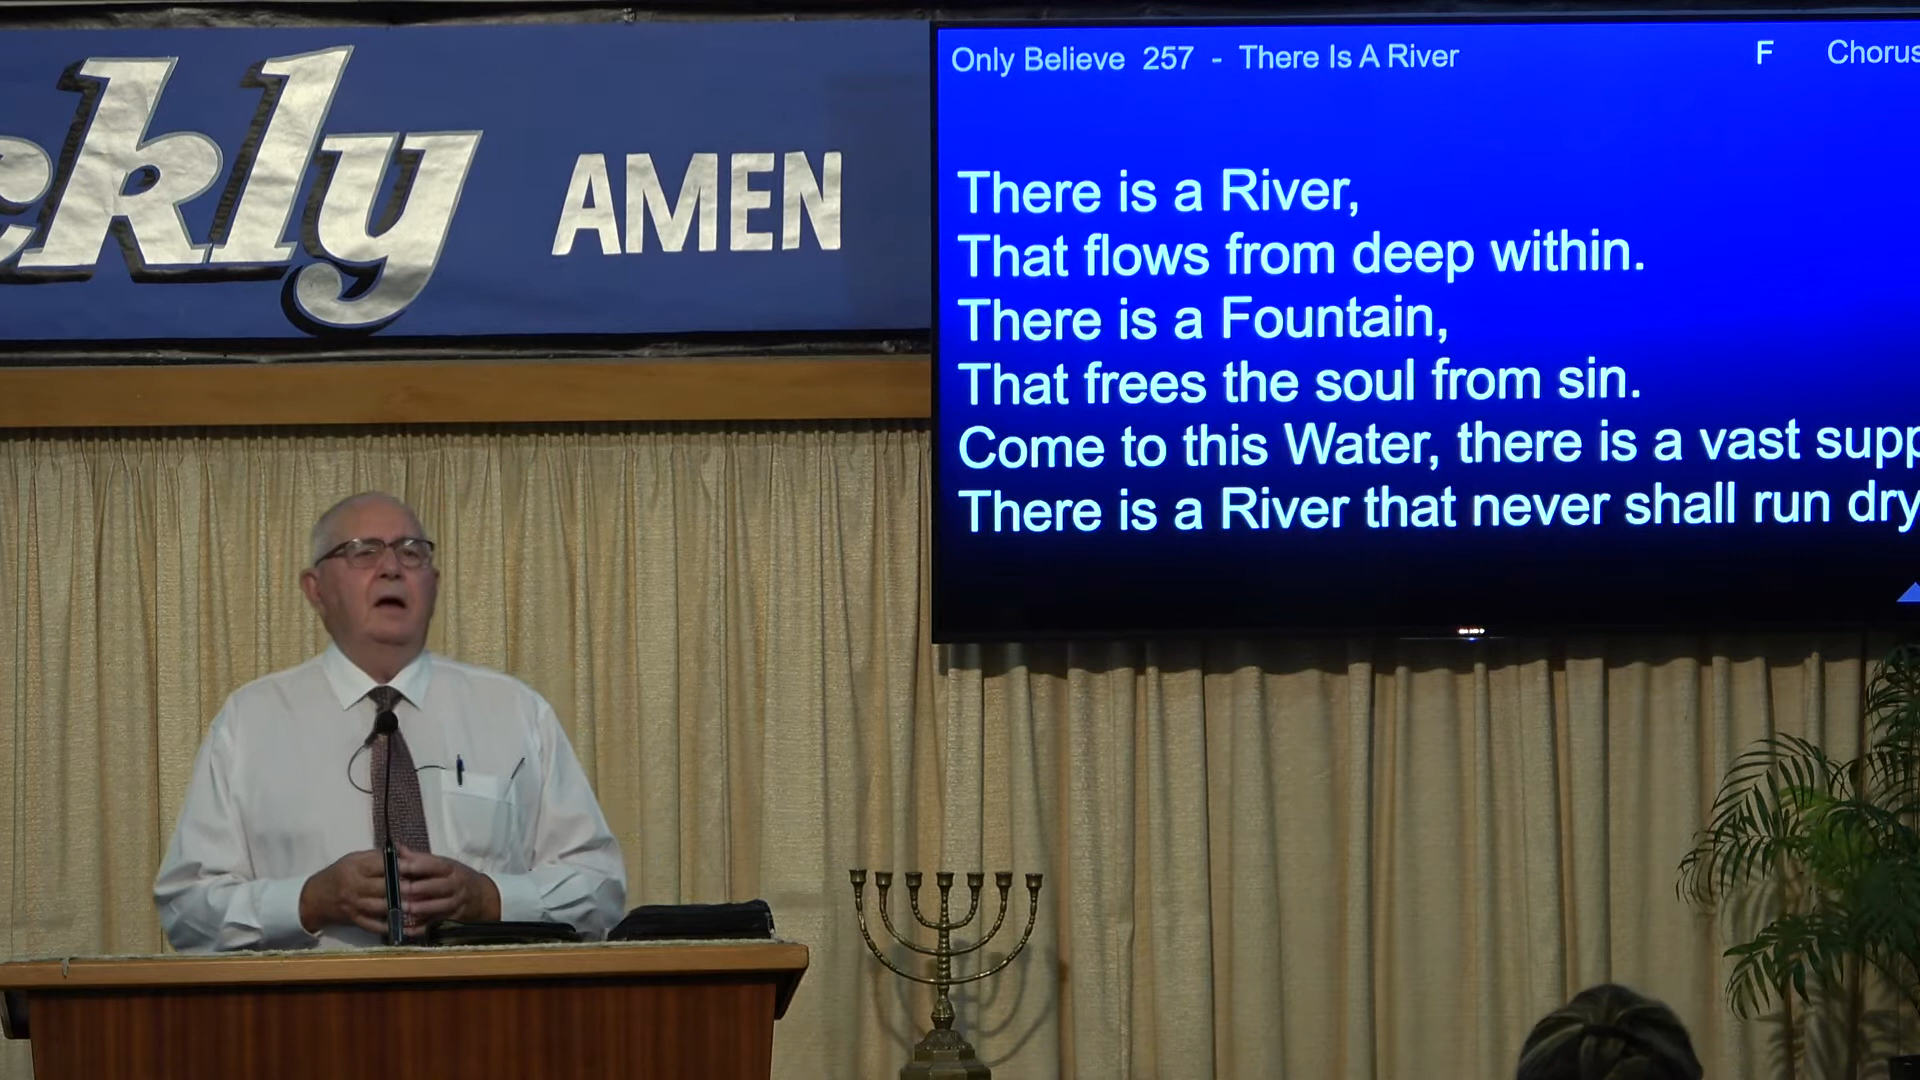 ckly AMEN
Only Believe 257 - There Is A River F Chorus
There is a River,
That flows from deep within.
There is a Fountain,
That frees the soul from sin.
Come to this Water, there is a vast supp
There is a River that never shall run dry